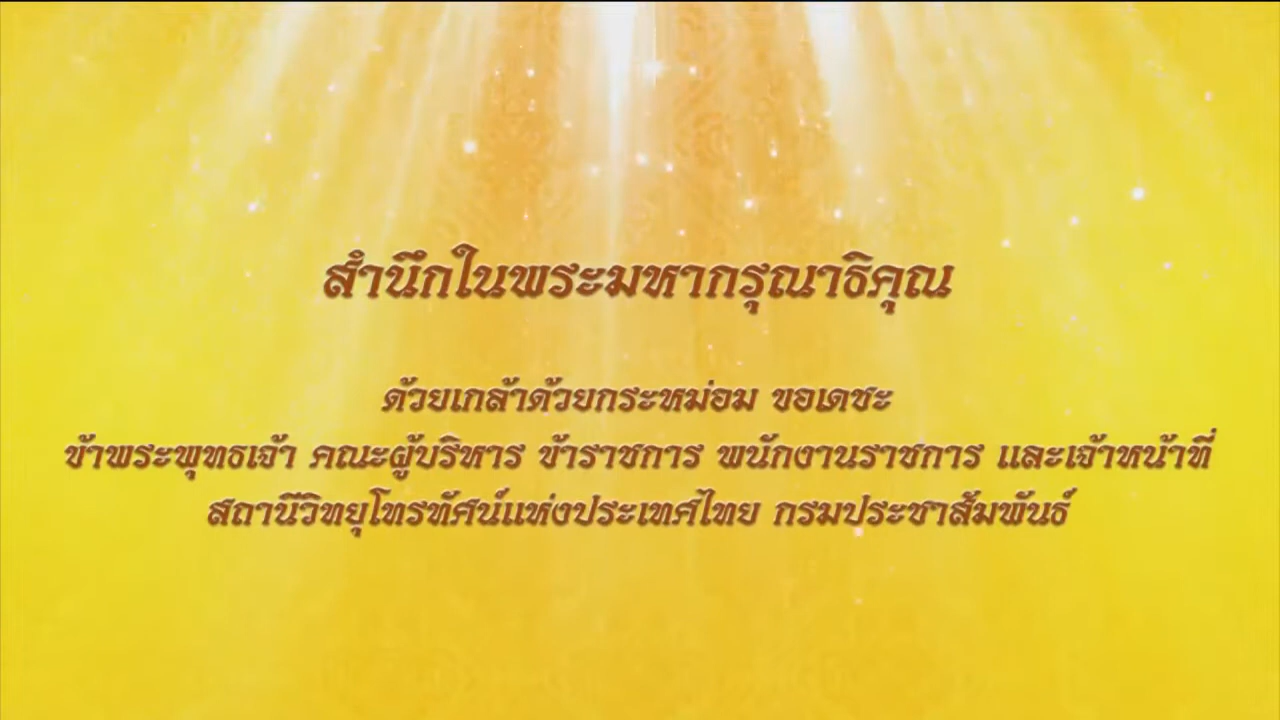 สำนึกในพระมหากรุณาธิคุณ
ด้วยเกล้าด้วยกระหม่อม ขอเดชะ
ข้าพระพุทธเจ้า คณะผู้บริหาร ข้าราชการ พนักงานราชการ และเจ้าหน้าที่
สถานีวิทยุโทรทัศน์แห่งประเทศไทย กรมประชาสัมพันธ์